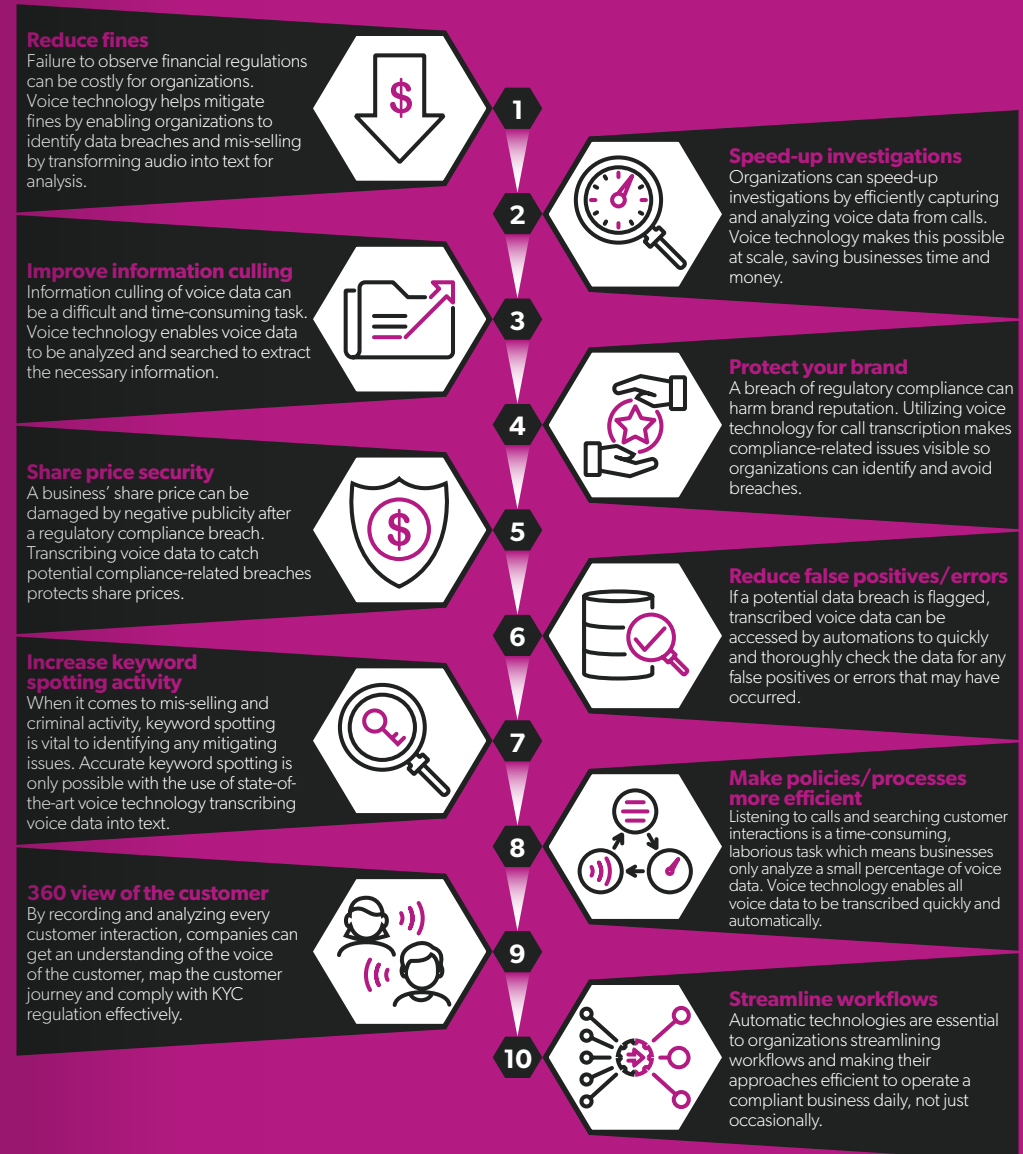 Reduce fines
Failure to observe financial regulations
can be costly for organizations.
Voice technology helps mitigate
fines by enabling organizations to
identify data breaches and mis-selling
by transforming audio into text for
analysis.
$
1
Speed-up investigations
Organizations can speed-up
investigations by efficiently capturing
and analyzing voice data from calls.
Voice technology makes this possible
at scale, saving businesses time and
money.
2
Improve information culling
Information culling of voice data can
be a difficult and time-consuming task.
Voice technology enables voice data
to be analyzed and searched to extract
the necessary information.
3
Protect your brand
A breach of regulatory compliance can
harm brand reputation. Utilizing voice
technology for call transcription makes
compliance-related issues visible so
organizations can identify and avoid
breaches.
4
Share price security
A business’ share price can be
damaged by negative publicity after
a regulatory compliance breach.
Transcribing voice data to catch
potential compliance-related breaches
protects share prices.
$
5
Reduce false positives/errors
If a potential data breach is flagged,
transcribed voice data can be
accessed by automations to quickly
and thoroughly check the data for any
false positives or errors that may have
occurred.
6
Increase keyword
spotting activity
When it comes to mis-selling and
criminal activity, keyword spotting
is vital to identifying any mitigating
issues. Accurate keyword spotting is
only possible with the use of state-of-
the-art voice technology transcribing
voice data into text.
7
Make policies/processes
more efficient
Listening to calls and searching customer
interactions is a time-consuming,
laborious task which means businesses
only analyze a small percentage of voice
data. Voice technology enables all
voice data to be transcribed quickly and
automatically.
8
360 view of the customer
By recording and analyzing every
customer interaction, companies can
get an understanding of the voice
of the customer, map the customer
journey and comply with KYC
regulation effectively.
9
Streamline workflows
Automatic technologies are essential
to organizations streamlining
workflows and making their
approaches efficient to operate a
compliant business daily, not just
occasionally.
10